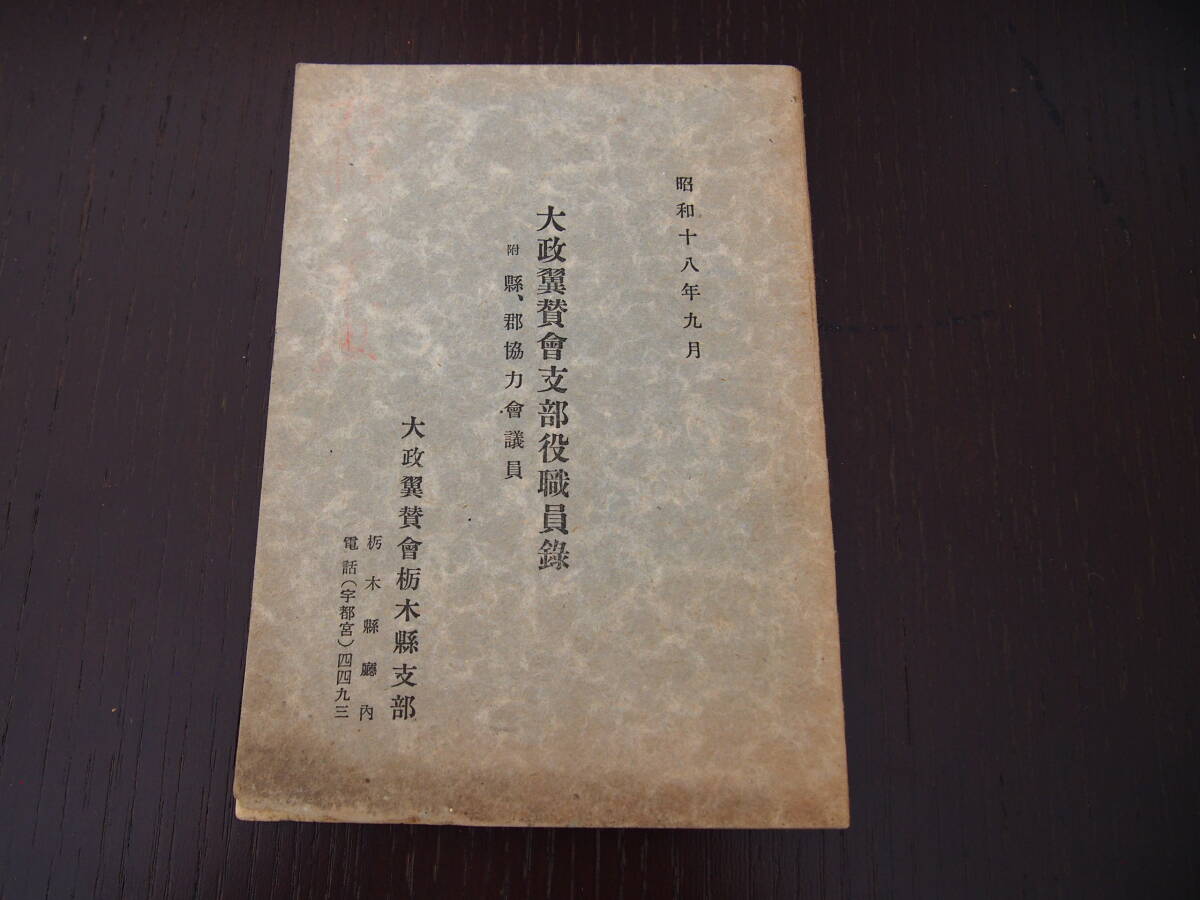 昭和十八年九月
大政翼賛會支部役職員錄
附 縣、郡協力會議員
大政翼賛會栃木縣支部
栃木縣廳內
電話(宇都宮)四四九三